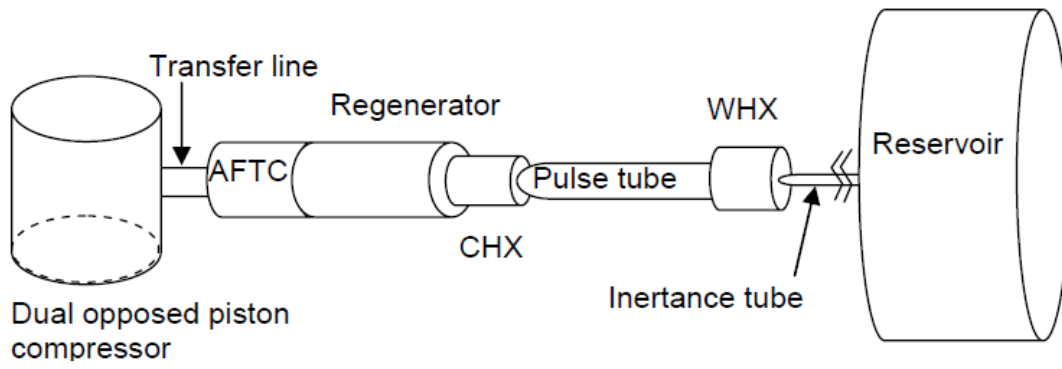 Transfer line
Regenerator
WHX
Reservoir
AFTC
Pulse tube
CHX
Inertance tube
Dual opposed piston
compressor